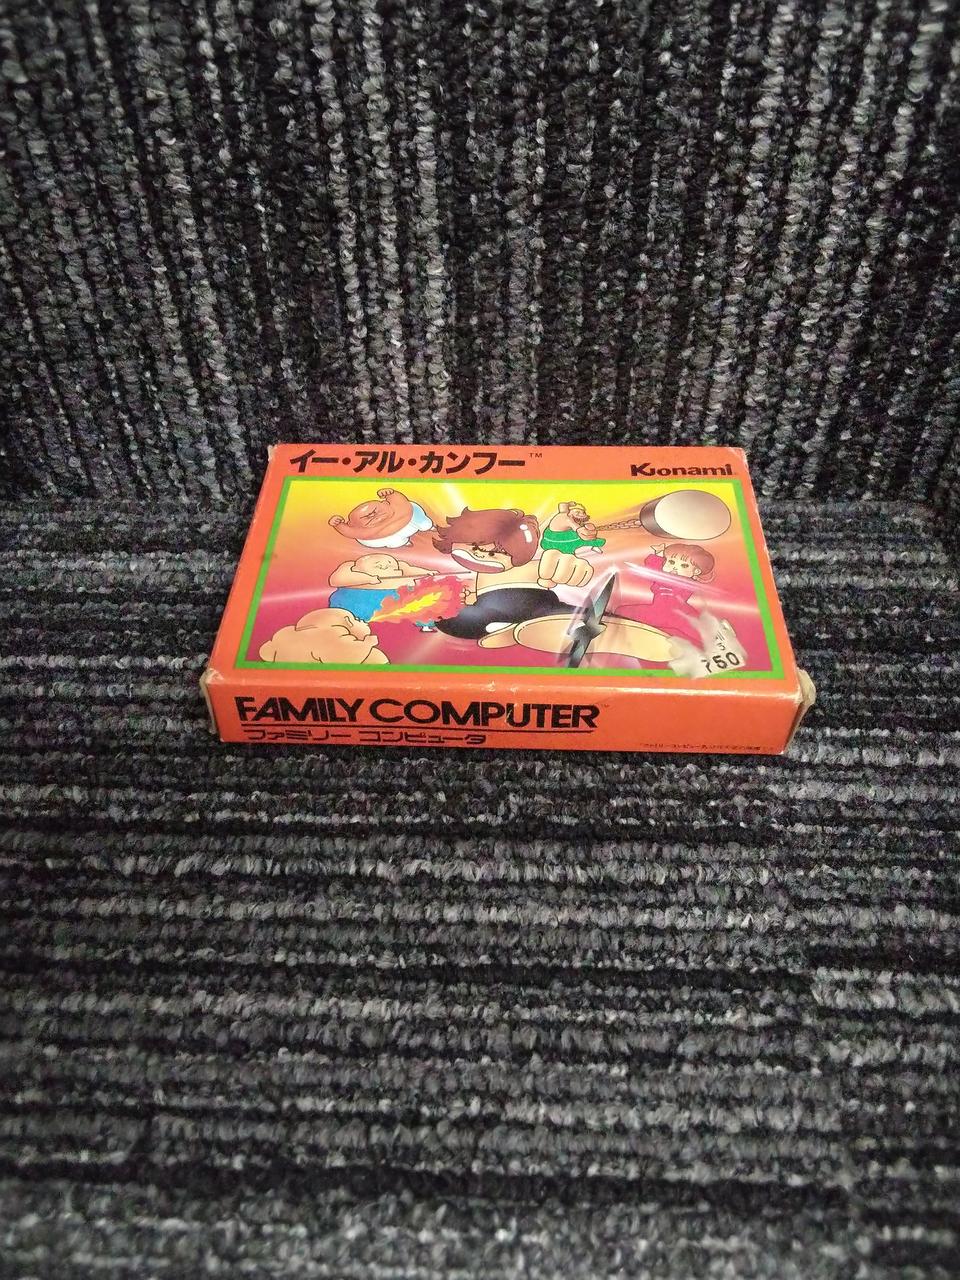 イー・アル・カンフー™
Konami
750
FAMILY COMPUTER™
ファミリー コンピュータ